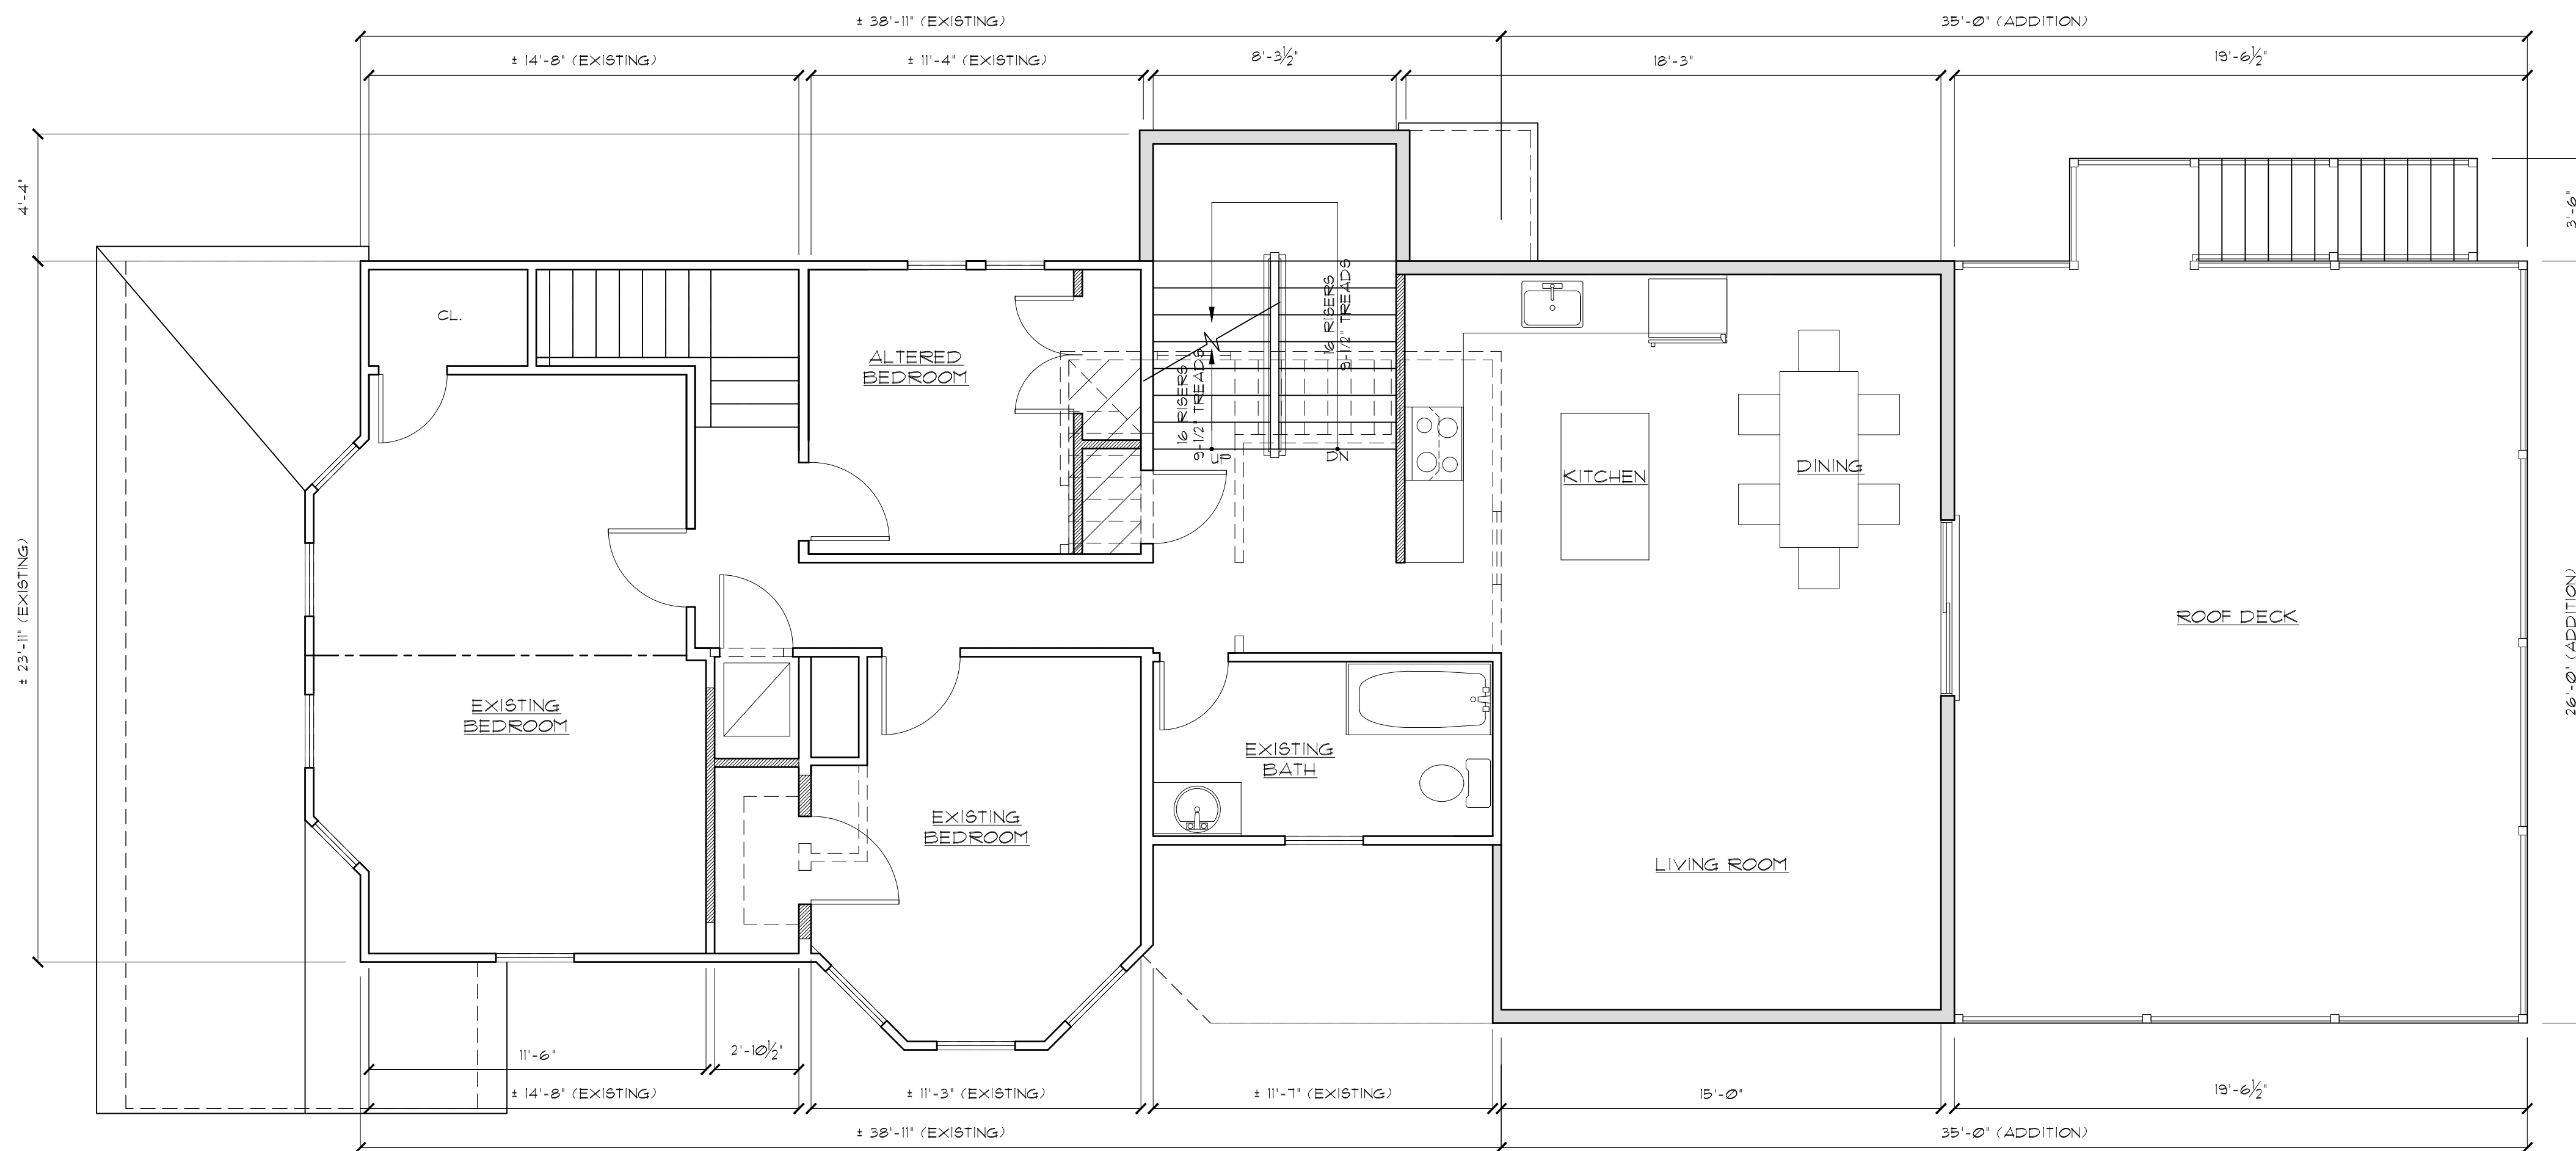 ± 38'-11" (EXISTING)
35'-0" (ADDITION)
± 14'-8" (EXISTING)
± 11'-4" (EXISTING)
8'-3½"
18'-3"
19'-6½"
4'-4"
3'-6"
CL.
ALTERED
BEDROOM
16 RISERS
9-1/2" TREADS
16 RISERS
9-1/2" TREADS
UP
DN
KITCHEN
DINING
± 23'-11" (EXISTING)
26'-0" (ADDITION)
ROOF DECK
EXISTING
BEDROOM
EXISTING
BATH
EXISTING
BEDROOM
LIVING ROOM
11'-6"
2'-10½"
± 14'-8" (EXISTING)
± 11'-3" (EXISTING)
± 11'-7" (EXISTING)
15'-0"
19'-6½"
± 38'-11" (EXISTING)
35'-0" (ADDITION)